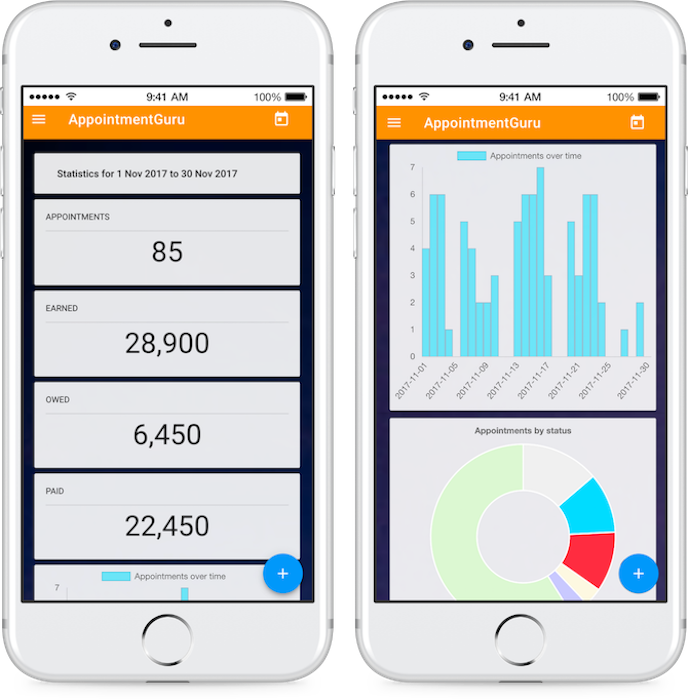 9:41 AM 100%
AppointmentGuru
Statistics for 1 Nov 2017 to 30 Nov 2017
APPOINTMENTS
85
EARNED
28,900
OWED
6,450
PAID
22,450
Appointments over time
7
+
9:41 AM 100%
AppointmentGuru
Appointments over time
7
6
5
4
3
2
1
0
2017-11-01 2017-11-05 2017-11-09 2017-11-13 2017-11-17 2017-11-21 2017-11-25 2017-11-30
Appointments by status
+